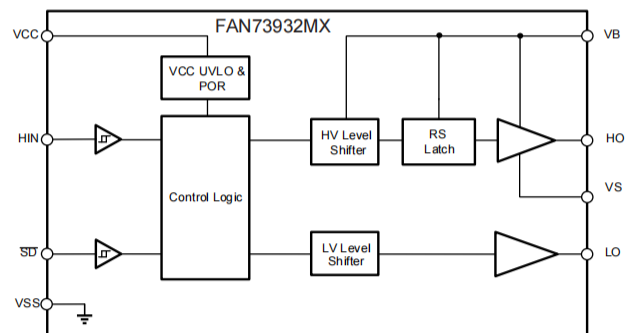 FAN73932MX
VCC
VB
VCC UVLO &
POR
HIN
HV Level
Shifter
RS
Latch
HO
Control Logic
VS
SD
LV Level
Shifter
LO
VSS